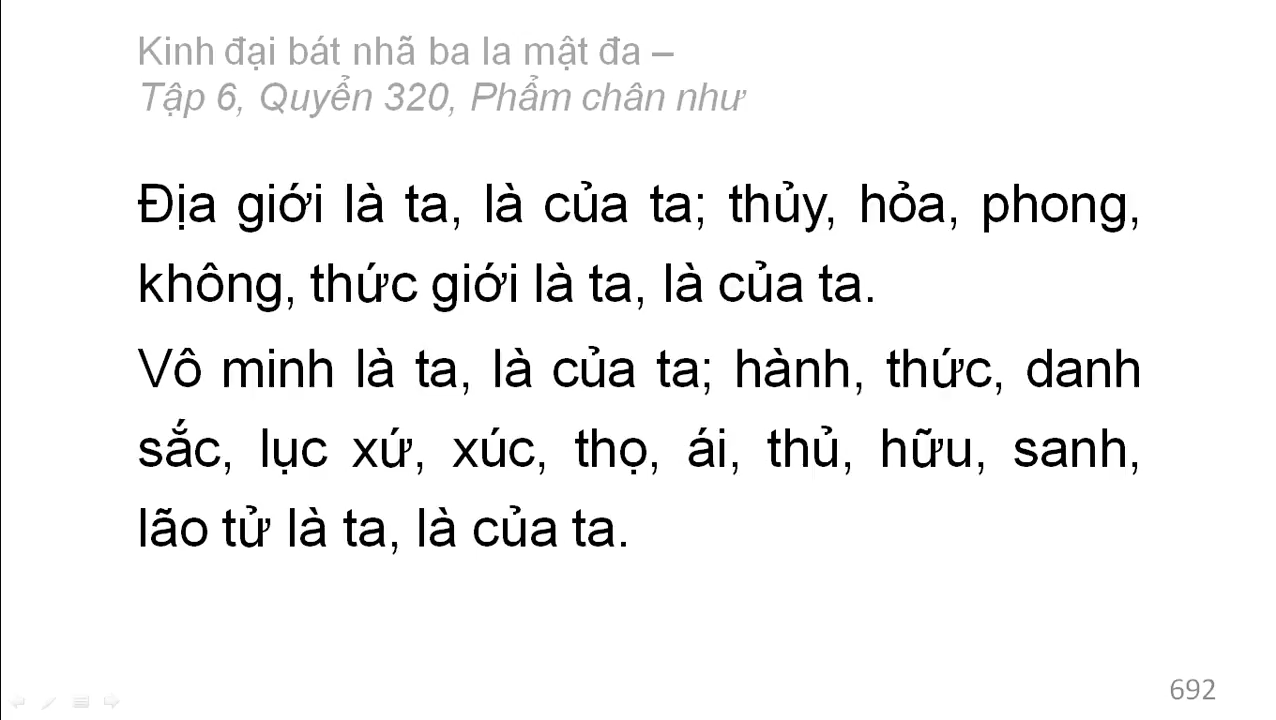 Kinh đại bát nhã ba la mật đa –
Tập 6, Quyển 320, Phẩm chân như
Địa giới là ta, là của ta; thủy, hỏa, phong,
không, thức giới là ta, là của ta.
Vô minh là ta, là của ta; hành, thức, danh
sắc, lục xứ, xúc, thọ, ái, thủ, hữu, sanh,
lão tử là ta, là của ta.
692